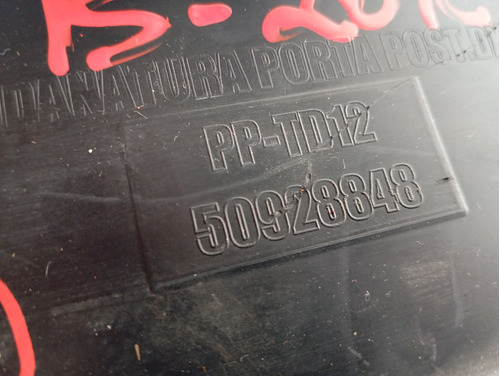 DANATURA PORTA POST.D
PP-TD12
50928848